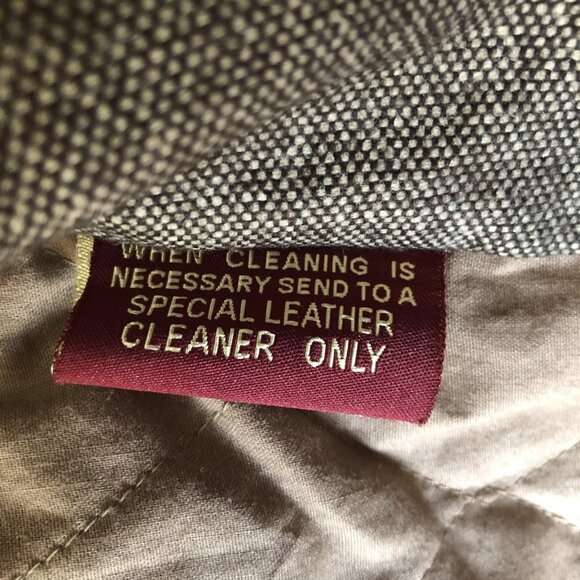 WHEN CLEANING IS
NECESSARY SEND TO A
SPECIAL LEATHER
CLEANER ONLY